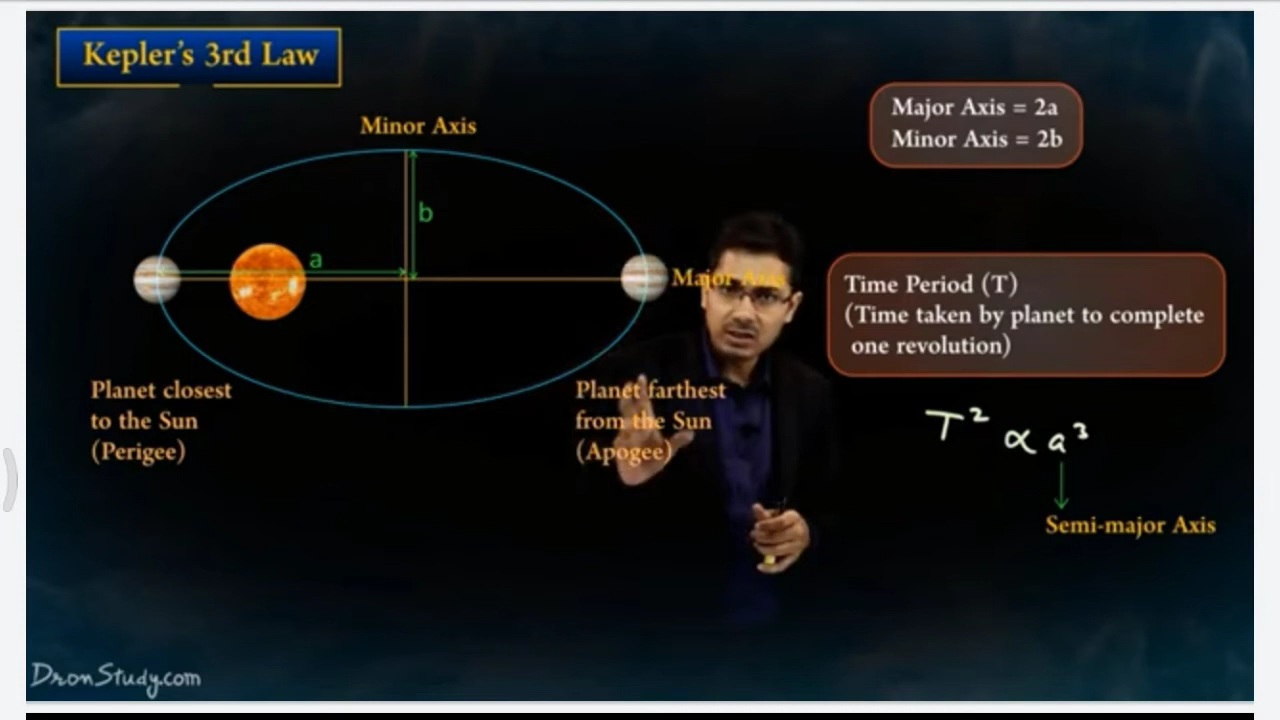 Kepler's 3rd Law
Minor Axis
b
a
Major Axis
Planet closest
to the Sun
(Perigee)
Planet farthest
from the Sun
(Apogee)
Major Axis = 2a
Minor Axis = 2b
Time Period (T)
(Time taken by planet to complete
one revolution)
T² ∝ a³
Semi-major Axis
DronStudy.com